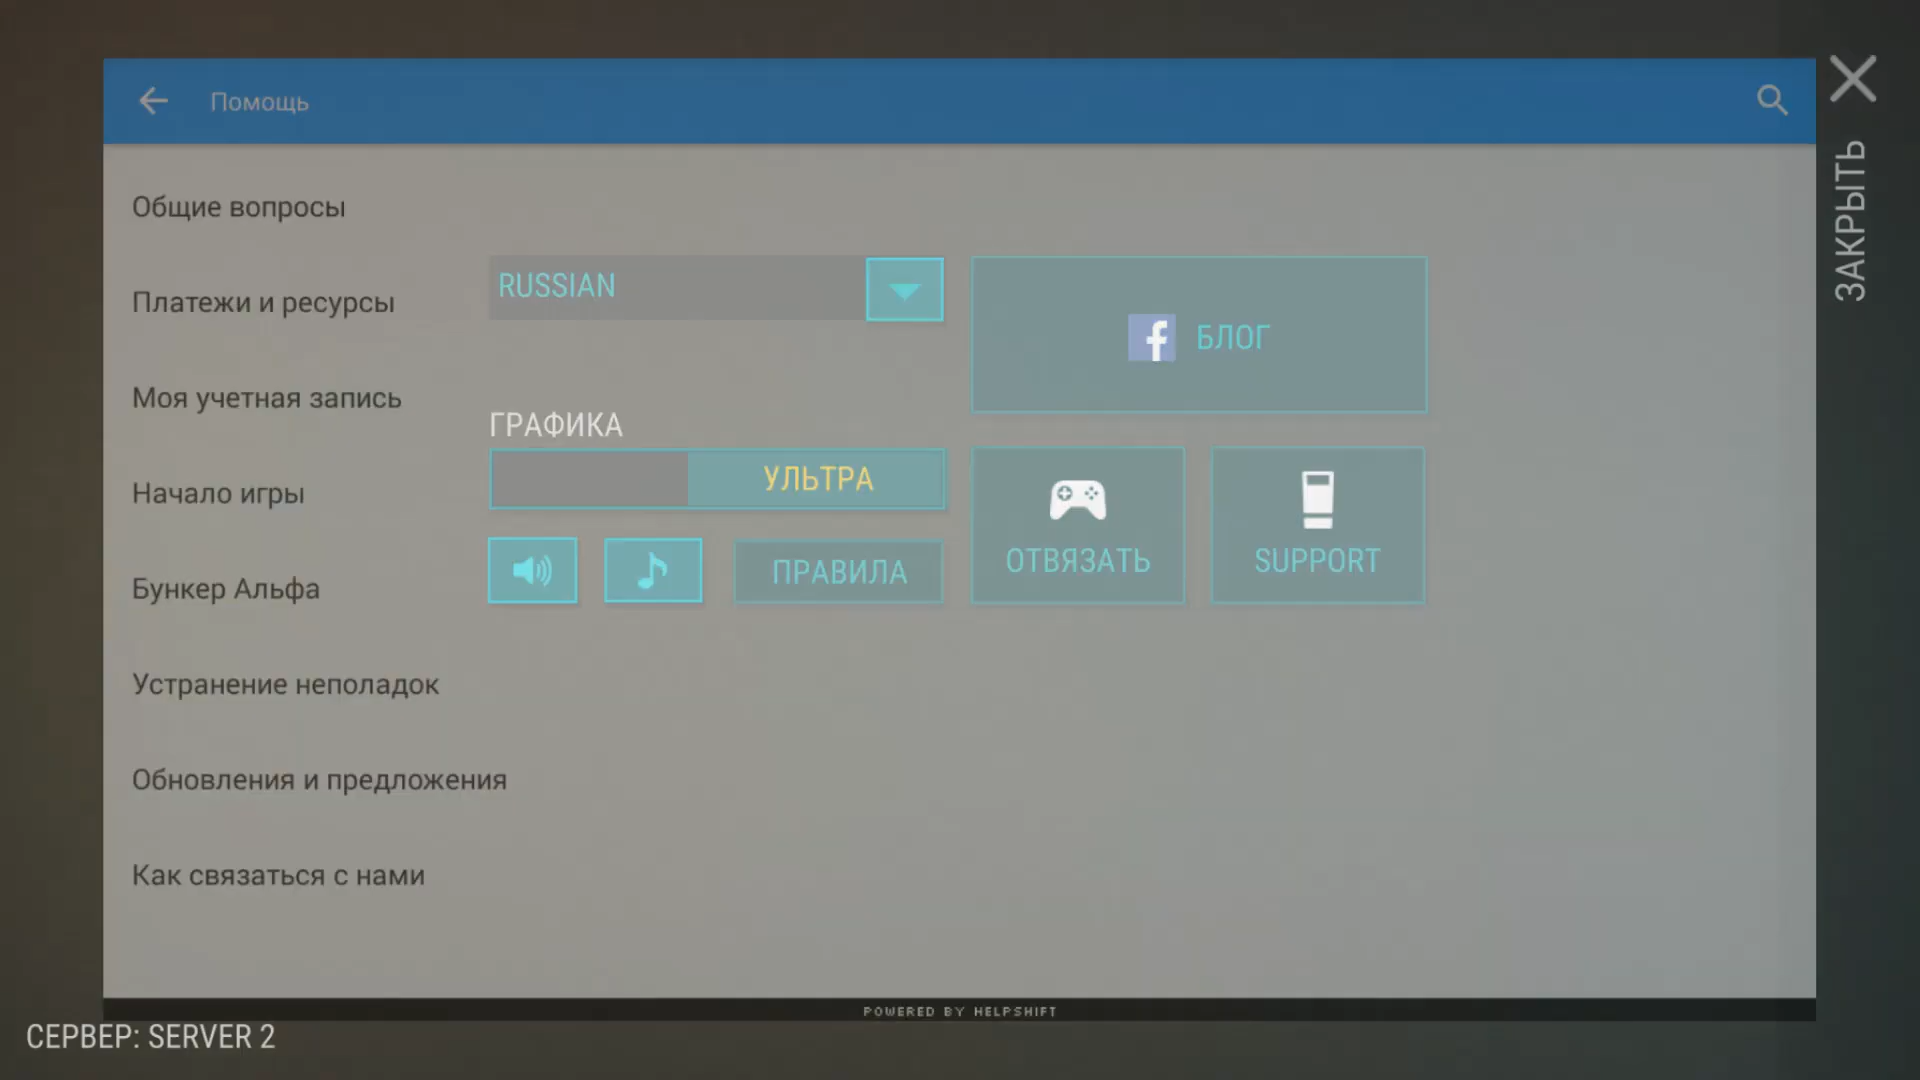 Помощь
ЗАКРЫТЬ
Общие вопросы
Платежи и ресурсы
Моя учетная запись
Начало игры
Бункер Альфа
Устранение неполадок
Обновления и предложения
Как связаться с нами
RUSSIAN
f БЛОГ
ГРАФИКА
УЛЬТРА
ПРАВИЛА
ОТВЯЗАТЬ
SUPPORT
POWERED BY HELPSHIFT
СЕРВЕР: SERVER 2